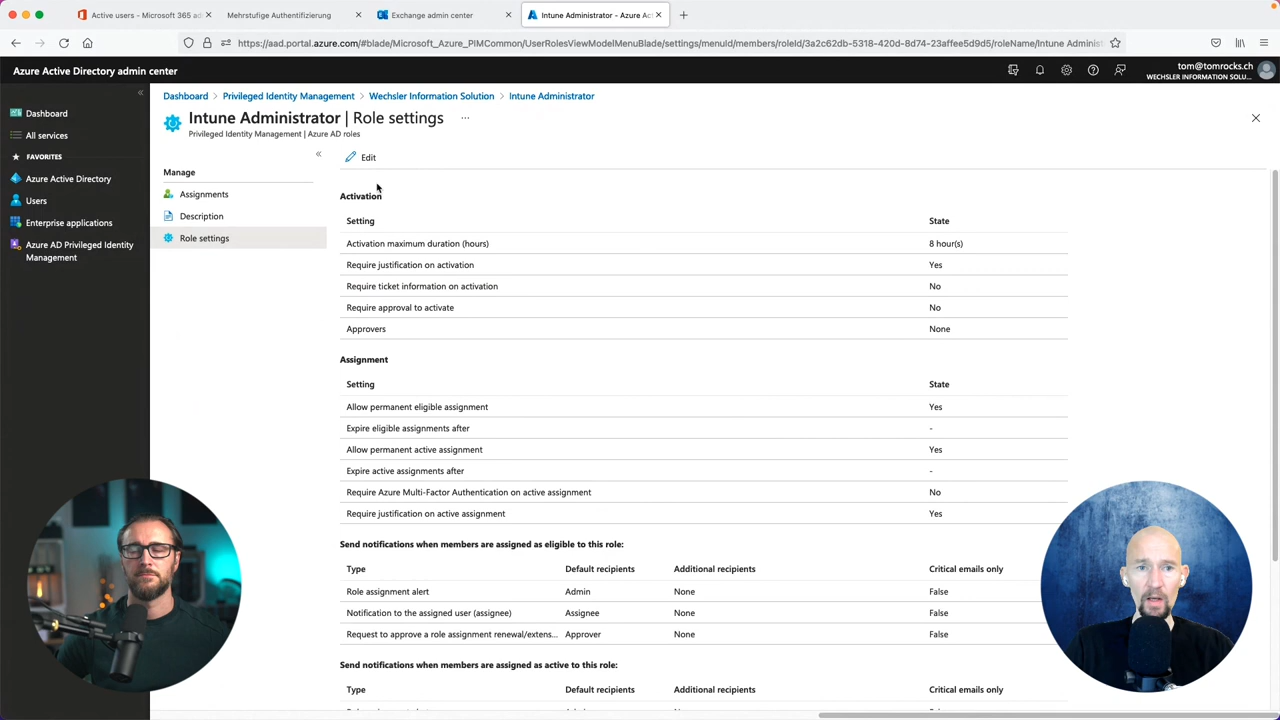 Active users - Microsoft 365 ad
Mehrstufige Authentifizierung
Exchange admin center
Intune Administrator - Azure Ac
https://aad.portal.azure.com/#blade/Microsoft_Azure_PIMCommon/UserRolesViewModelMenuBlade/settings/menuId/members/roleId/3a2c62db-5318-420d-8d74-23affee5d9d5/roleName/Intune Administ
Azure Active Directory admin center
tom@tomrocks.ch
WECHSLER INFORMATION SOLU...
Dashboard > Privileged Identity Management > Wechsler Information Solution > Intune Administrator
Intune Administrator | Role settings ...
Privileged Identity Management | Azure AD roles
Dashboard
All services
FAVORITES
Azure Active Directory
Users
Enterprise applications
Azure AD Privileged Identity
Management
Manage
Assignments
Description
Role settings
Edit
Activation
Setting State
Activation maximum duration (hours) 8 hour(s)
Require justification on activation Yes
Require ticket information on activation No
Require approval to activate No
Approvers None
Assignment
Setting State
Allow permanent eligible assignment Yes
Expire eligible assignments after -
Allow permanent active assignment Yes
Expire active assignments after -
Require Azure Multi-Factor Authentication on active assignment No
Require justification on active assignment Yes
Send notifications when members are assigned as eligible to this role:
Type Default recipients Additional recipients Critical emails only
Role assignment alert Admin None False
Notification to the assigned user (assignee) Assignee None False
Request to approve a role assignment renewal/extens... Approver None False
Send notifications when members are assigned as active to this role:
Type Default recipients Additional recipients Critical emails only